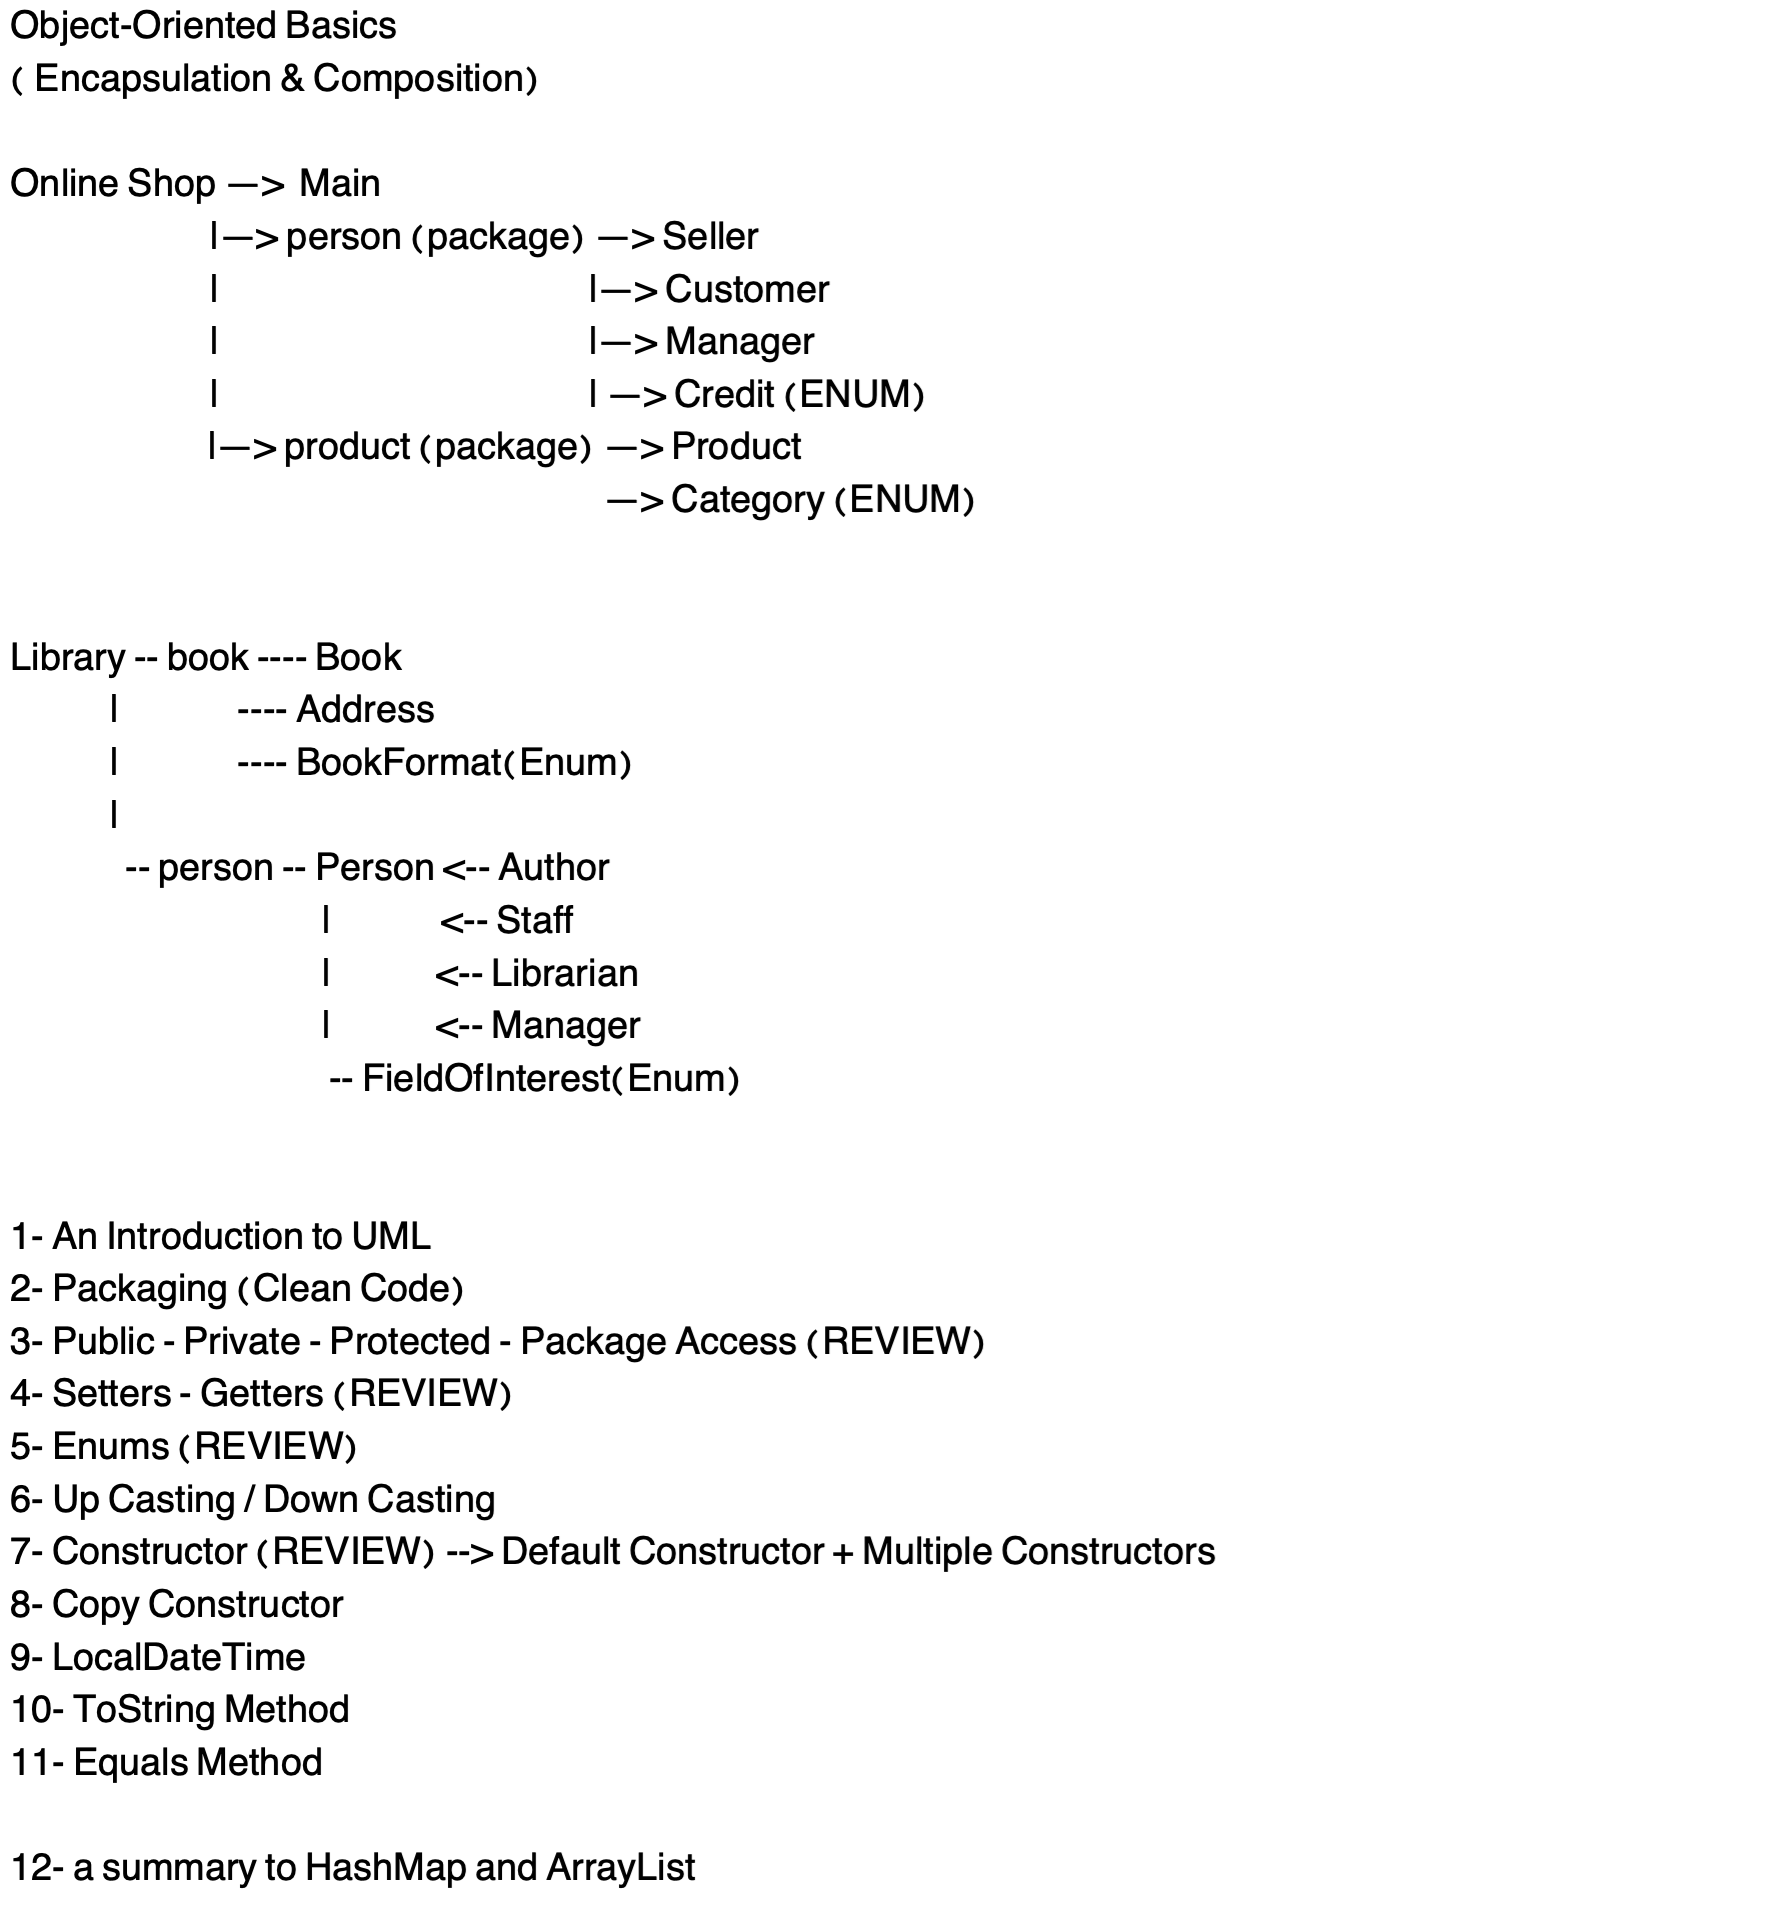 Object-Oriented Basics
( Encapsulation & Composition)
Online Shop —> Main
|—> person (package) —> Seller
| |—> Customer
| |—> Manager
| | —> Credit (ENUM)
|—> product (package) —> Product
—> Category (ENUM)
Library -- book ---- Book
| ---- Address
| ---- BookFormat(Enum)
|
-- person -- Person <-- Author
| <-- Staff
| <-- Librarian
| <-- Manager
-- FieldOfInterest(Enum)
1- An Introduction to UML
2- Packaging (Clean Code)
3- Public - Private - Protected - Package Access (REVIEW)
4- Setters - Getters (REVIEW)
5- Enums (REVIEW)
6- Up Casting / Down Casting
7- Constructor (REVIEW) --> Default Constructor + Multiple Constructors
8- Copy Constructor
9- LocalDateTime
10- ToString Method
11- Equals Method
12- a summary to HashMap and ArrayList